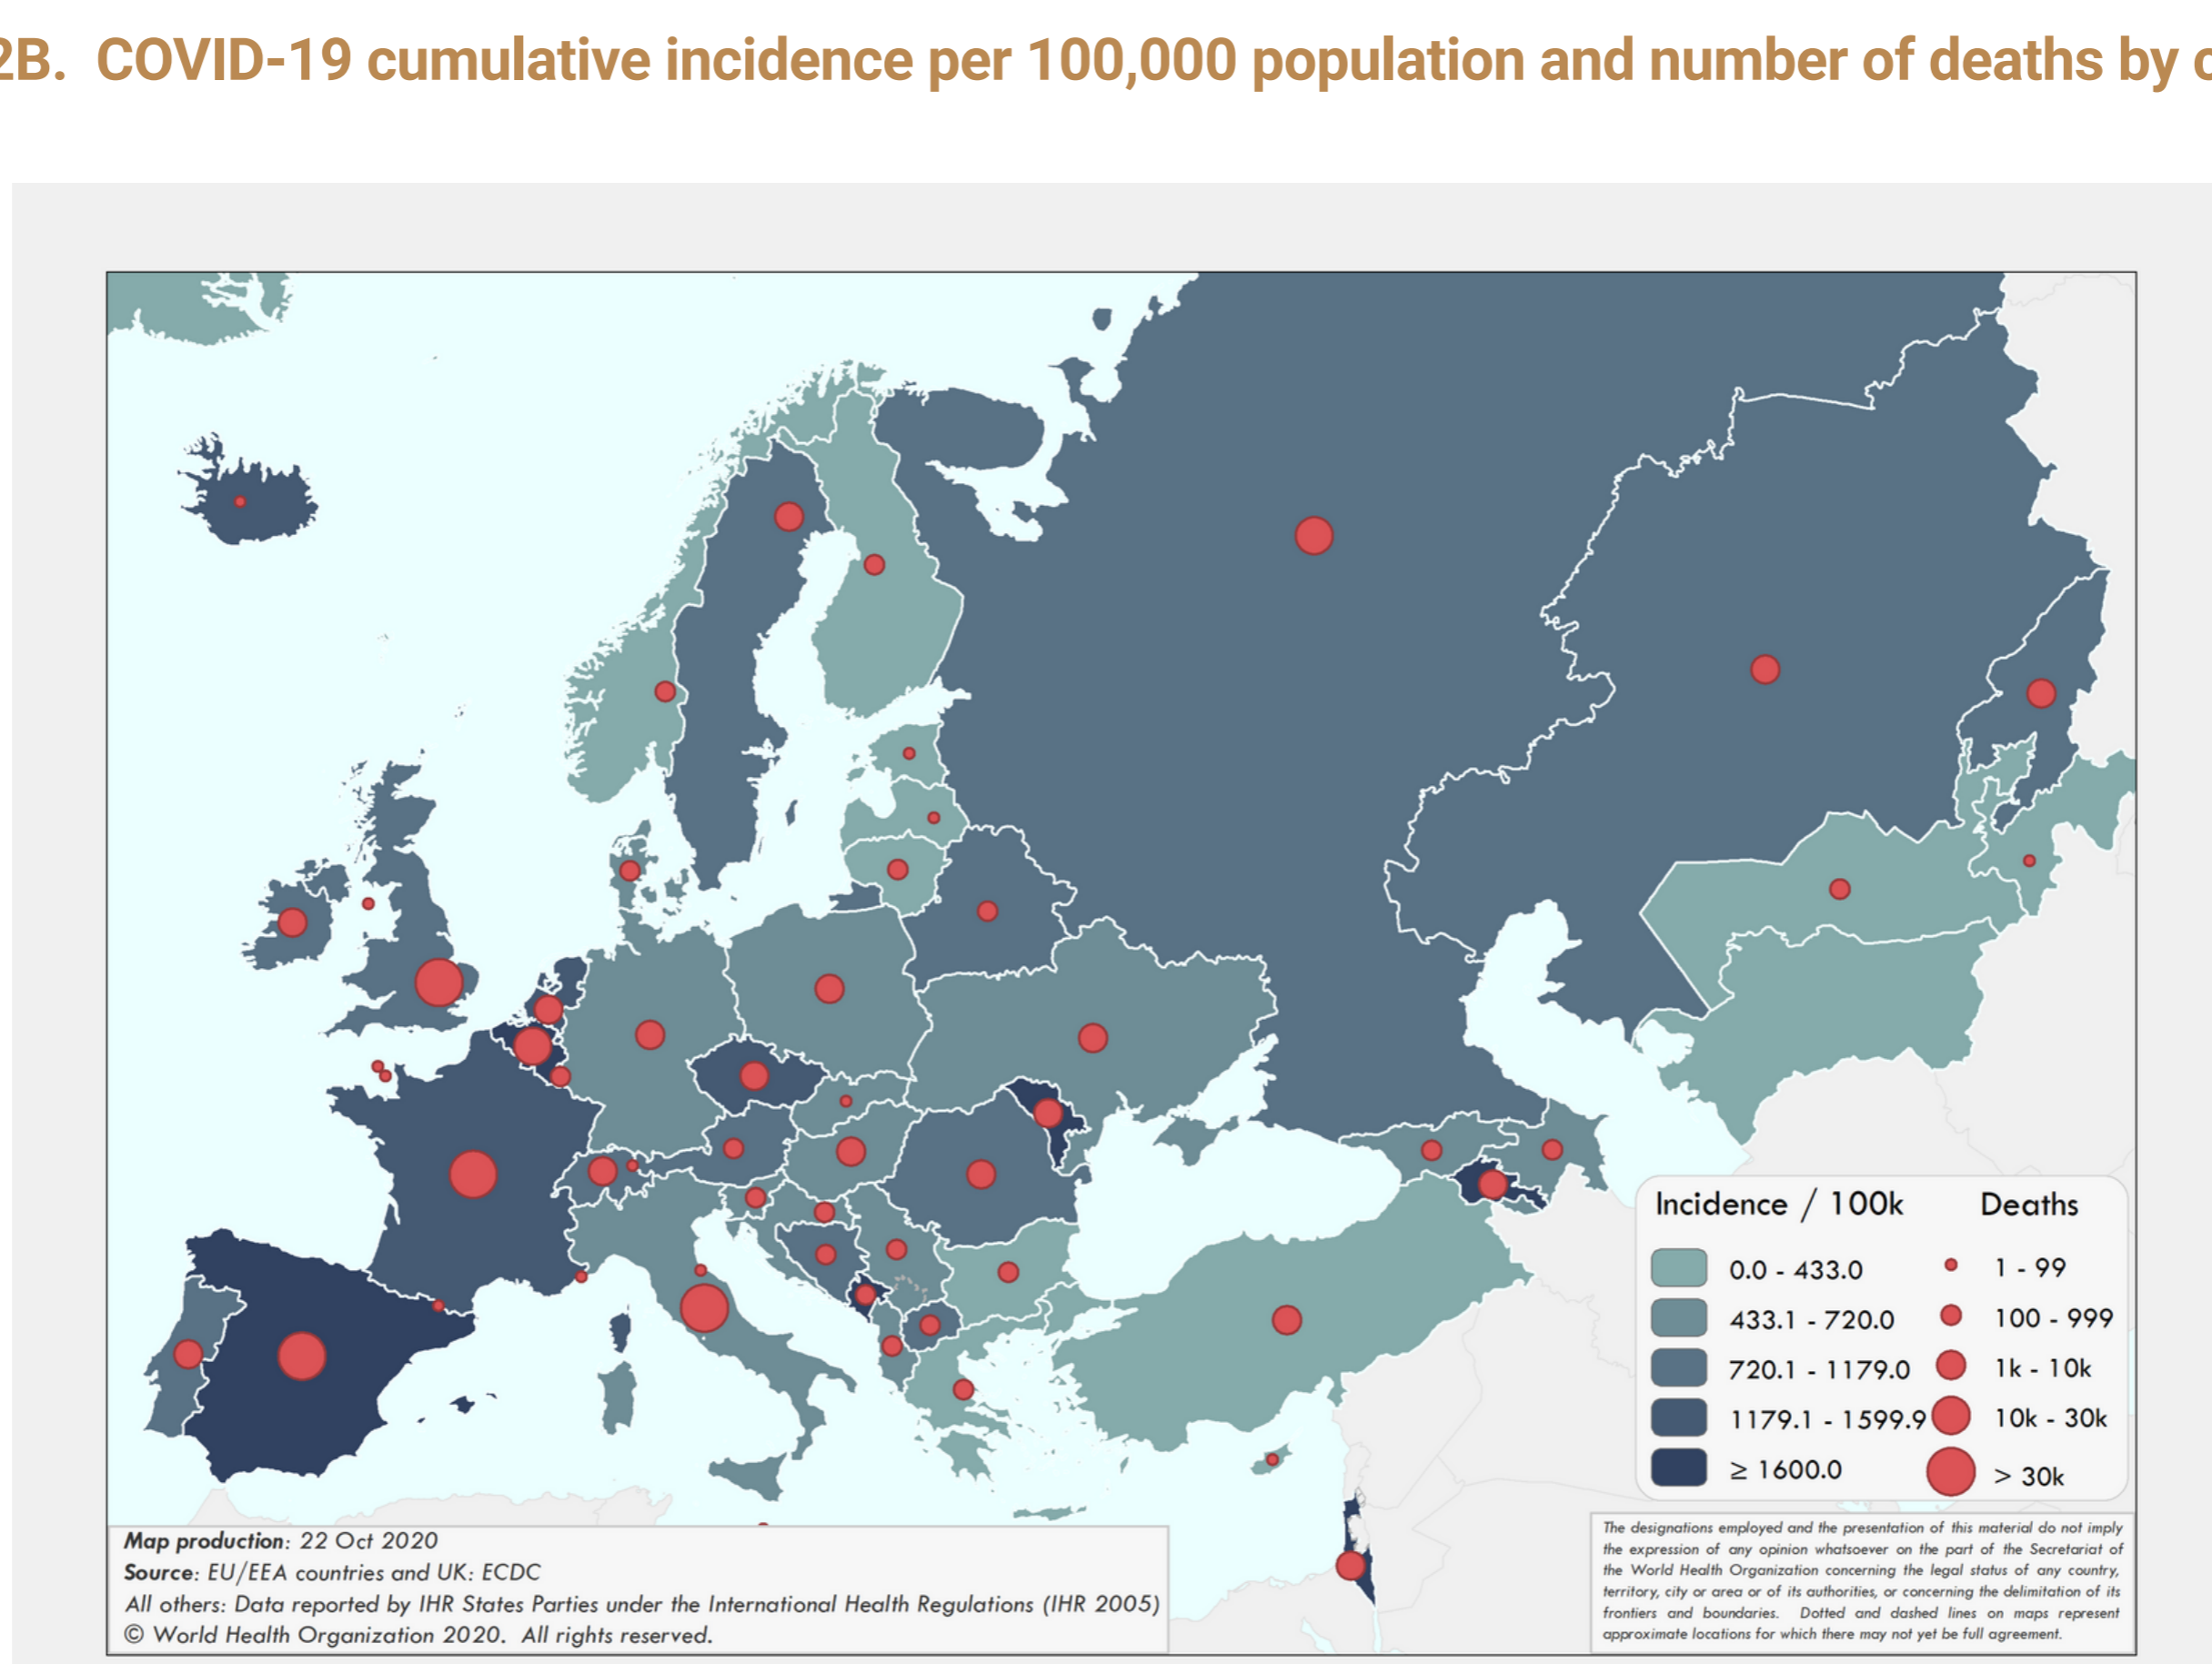 2B. COVID-19 cumulative incidence per 100,000 population and number of deaths by c
Incidence / 100k Deaths
0.0 - 433.0 1 - 99
433.1 - 720.0 100 - 999
720.1 - 1179.0 1k - 10k
1179.1 - 1599.9 10k - 30k
≥ 1600.0 > 30k
Map production: 22 Oct 2020
Source: EU/EEA countries and UK: ECDC
All others: Data reported by IHR States Parties under the International Health Regulations (IHR 2005)
© World Health Organization 2020. All rights reserved.
The designations employed and the presentation of this material do not imply
the expression of any opinion whatsoever on the part of the Secretariat of
the World Health Organization concerning the legal status of any country,
territory, city or area or of its authorities, or concerning the delimitation of its
frontiers and boundaries. Dotted and dashed lines on maps represent
approximate locations for which there may not yet be full agreement.